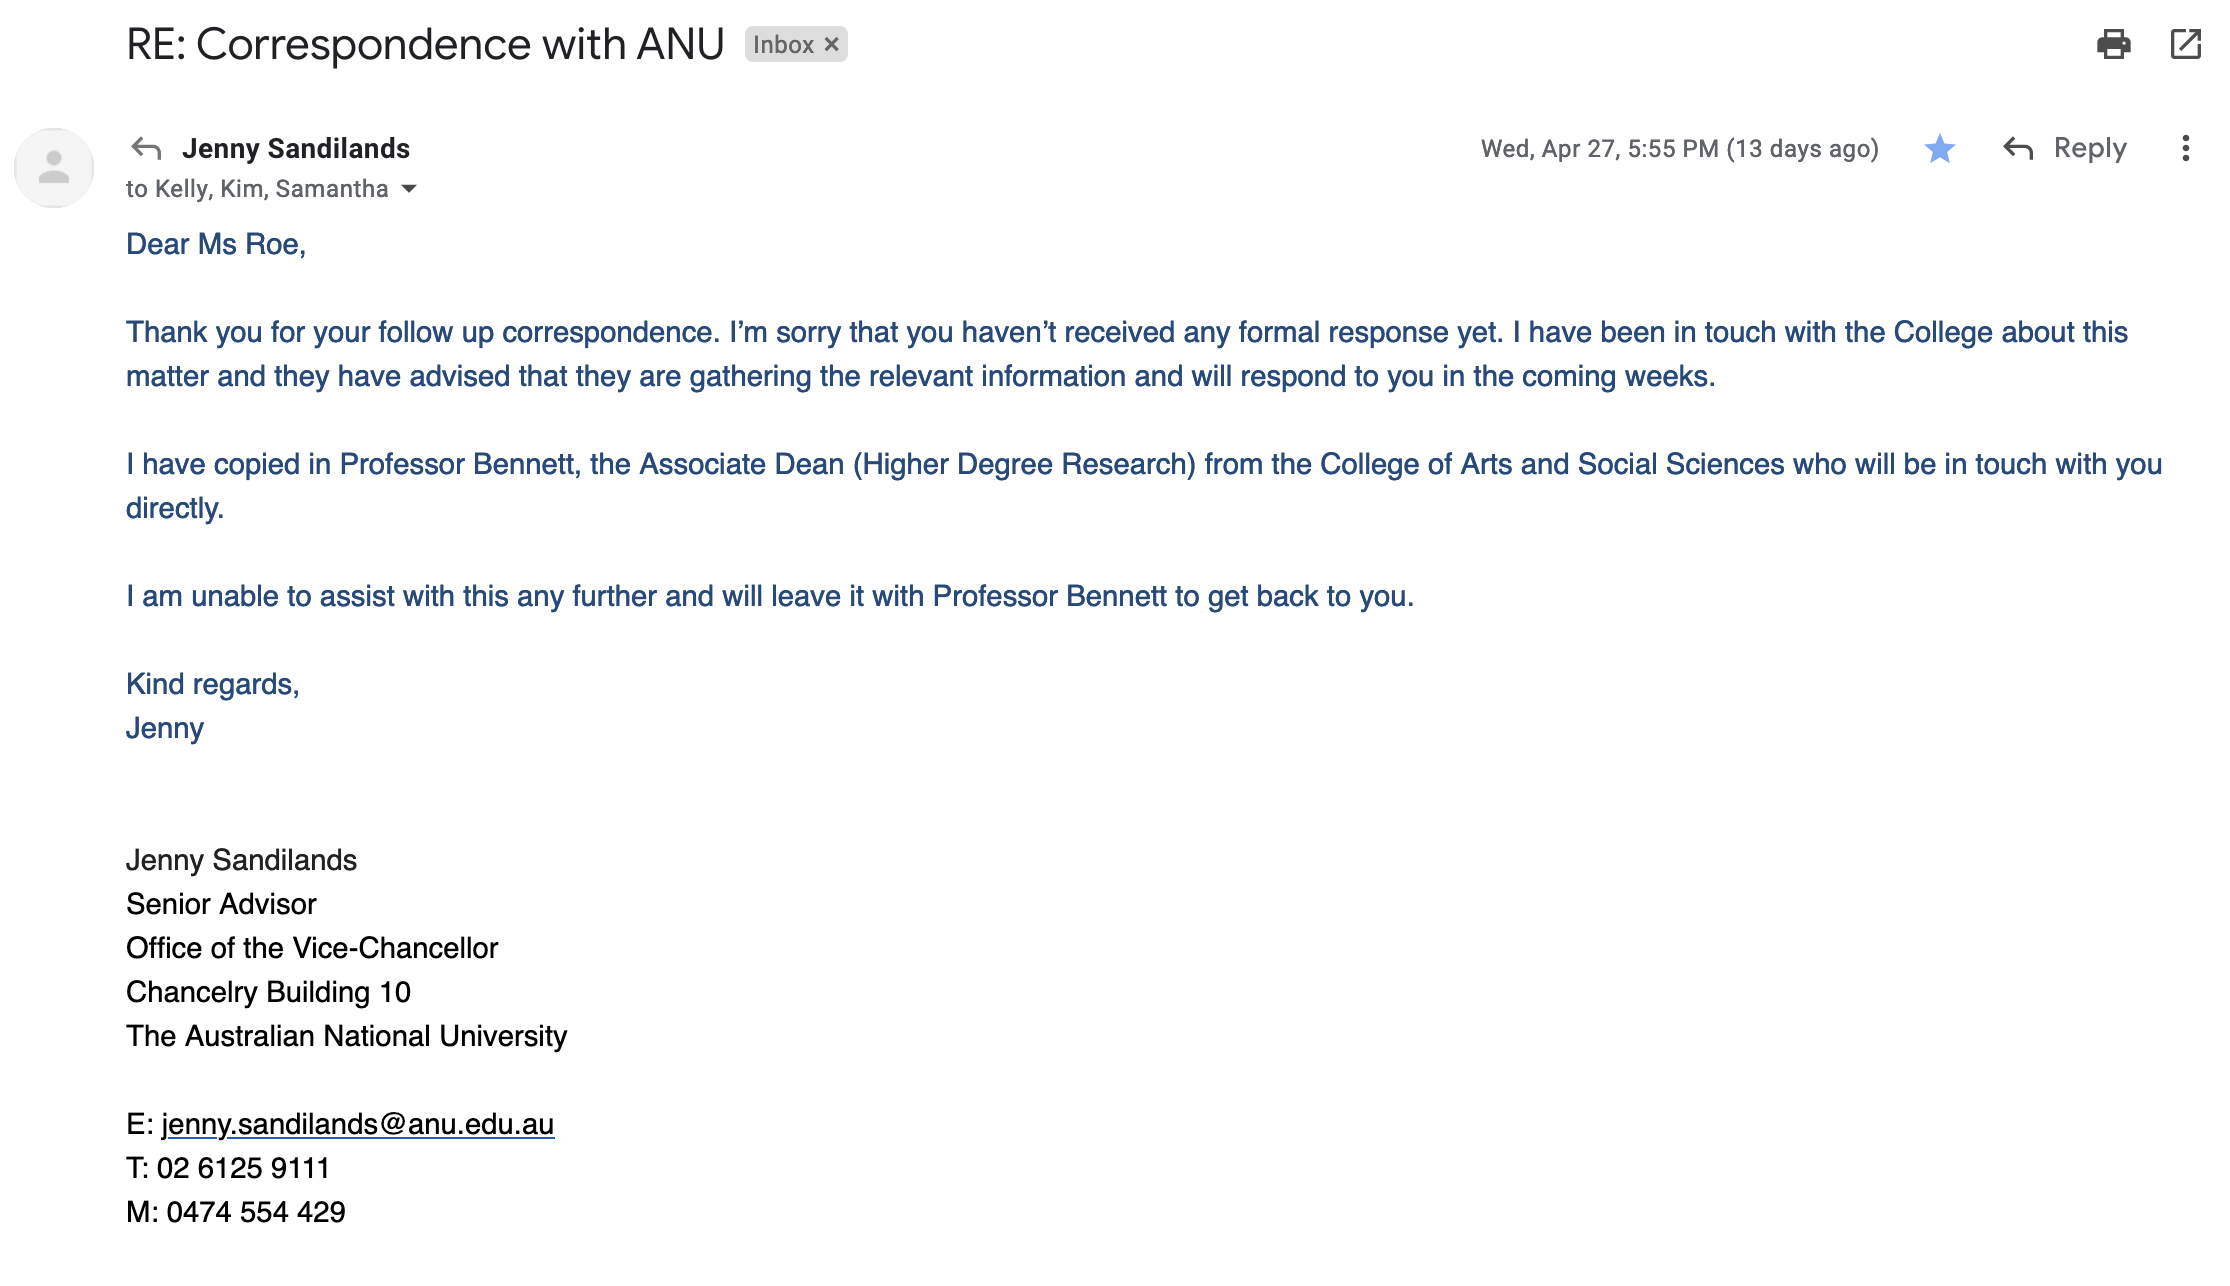 RE: Correspondence with ANU Inbox ×
Jenny Sandilands Wed, Apr 27, 5:55 PM (13 days ago) Reply
to Kelly, Kim, Samantha
Dear Ms Roe,
Thank you for your follow up correspondence. I’m sorry that you haven’t received any formal response yet. I have been in touch with the College about this
matter and they have advised that they are gathering the relevant information and will respond to you in the coming weeks.
I have copied in Professor Bennett, the Associate Dean (Higher Degree Research) from the College of Arts and Social Sciences who will be in touch with you
directly.
I am unable to assist with this any further and will leave it with Professor Bennett to get back to you.
Kind regards,
Jenny
Jenny Sandilands
Senior Advisor
Office of the Vice-Chancellor
Chancelry Building 10
The Australian National University
E: jenny.sandilands@anu.edu.au
T: 02 6125 9111
M: 0474 554 429